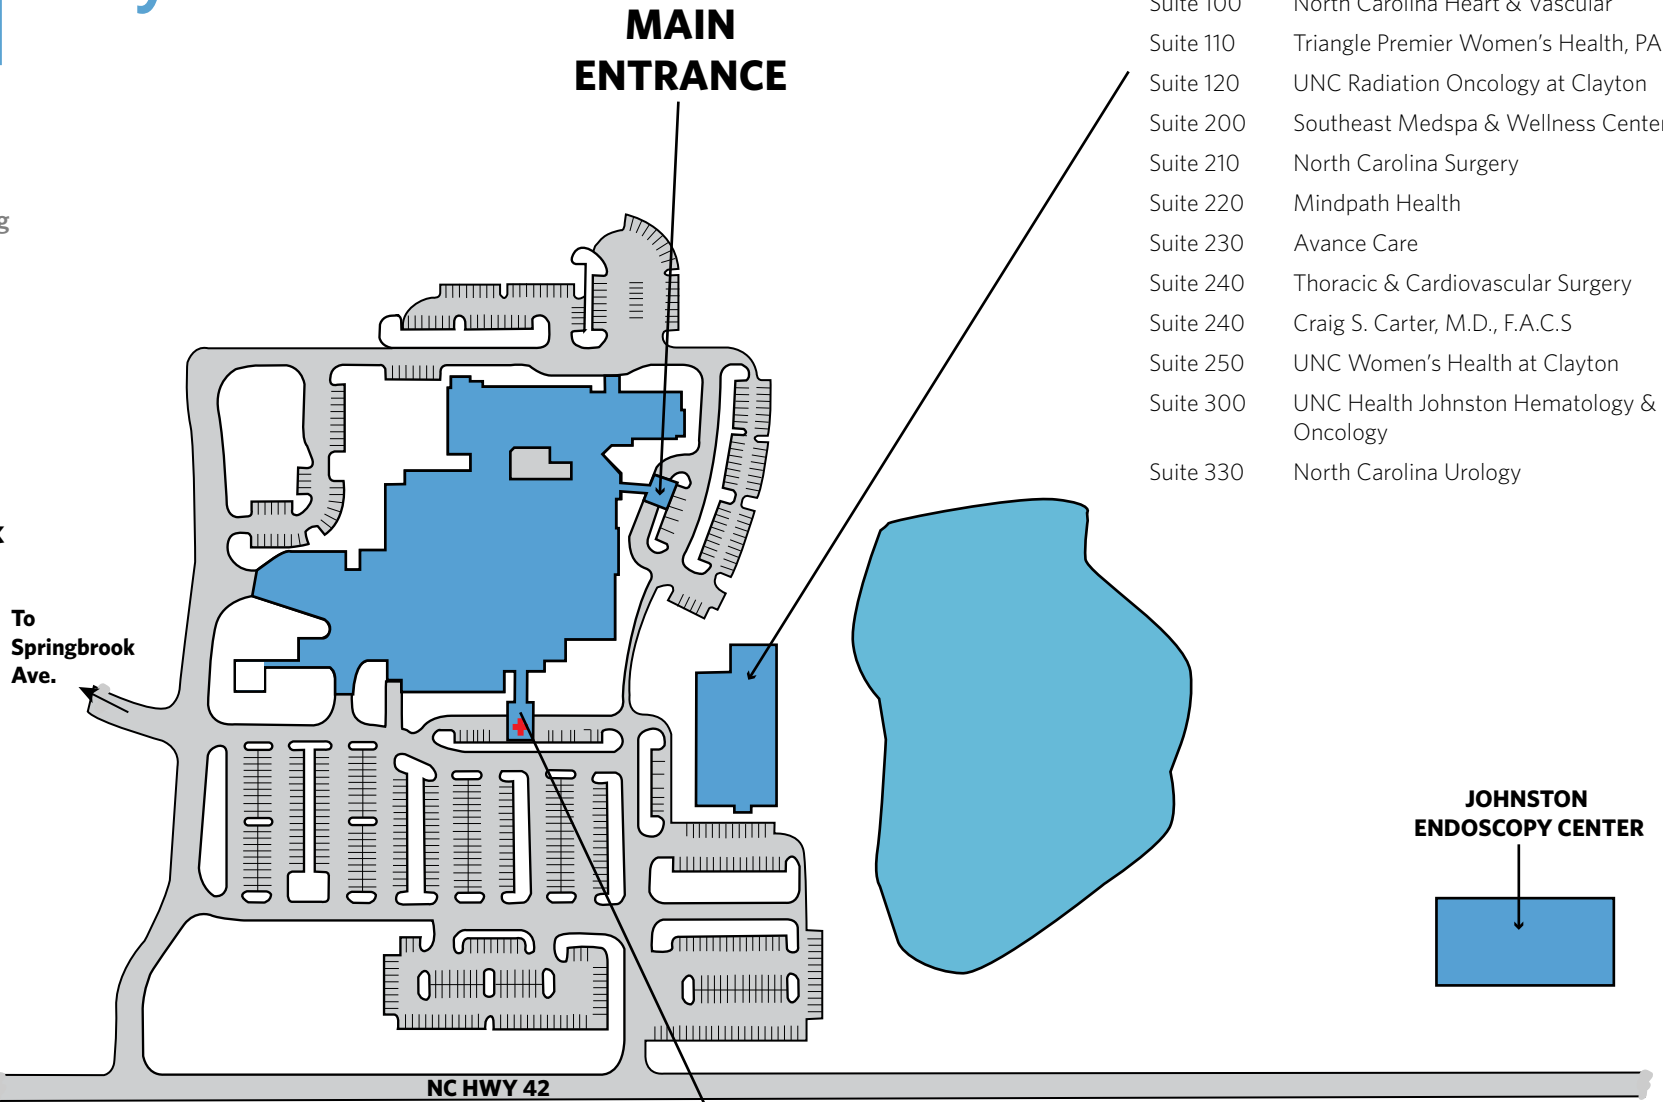 MAIN
ENTRANCE
Suite 100 North Carolina Heart & Vascular
Suite 110 Triangle Premier Women's Health, PA
Suite 120 UNC Radiation Oncology at Clayton
Suite 200 Southeast Medspa & Wellness Center
Suite 210 North Carolina Surgery
Suite 220 Mindpath Health
Suite 230 Avance Care
Suite 240 Thoracic & Cardiovascular Surgery
Suite 240 Craig S. Carter, M.D., F.A.C.S
Suite 250 UNC Women's Health at Clayton
Suite 300 UNC Health Johnston Hematology &
Oncology
Suite 330 North Carolina Urology
To
Springbrook
Ave.
JOHNSTON
ENDOSCOPY CENTER
NC HWY 42